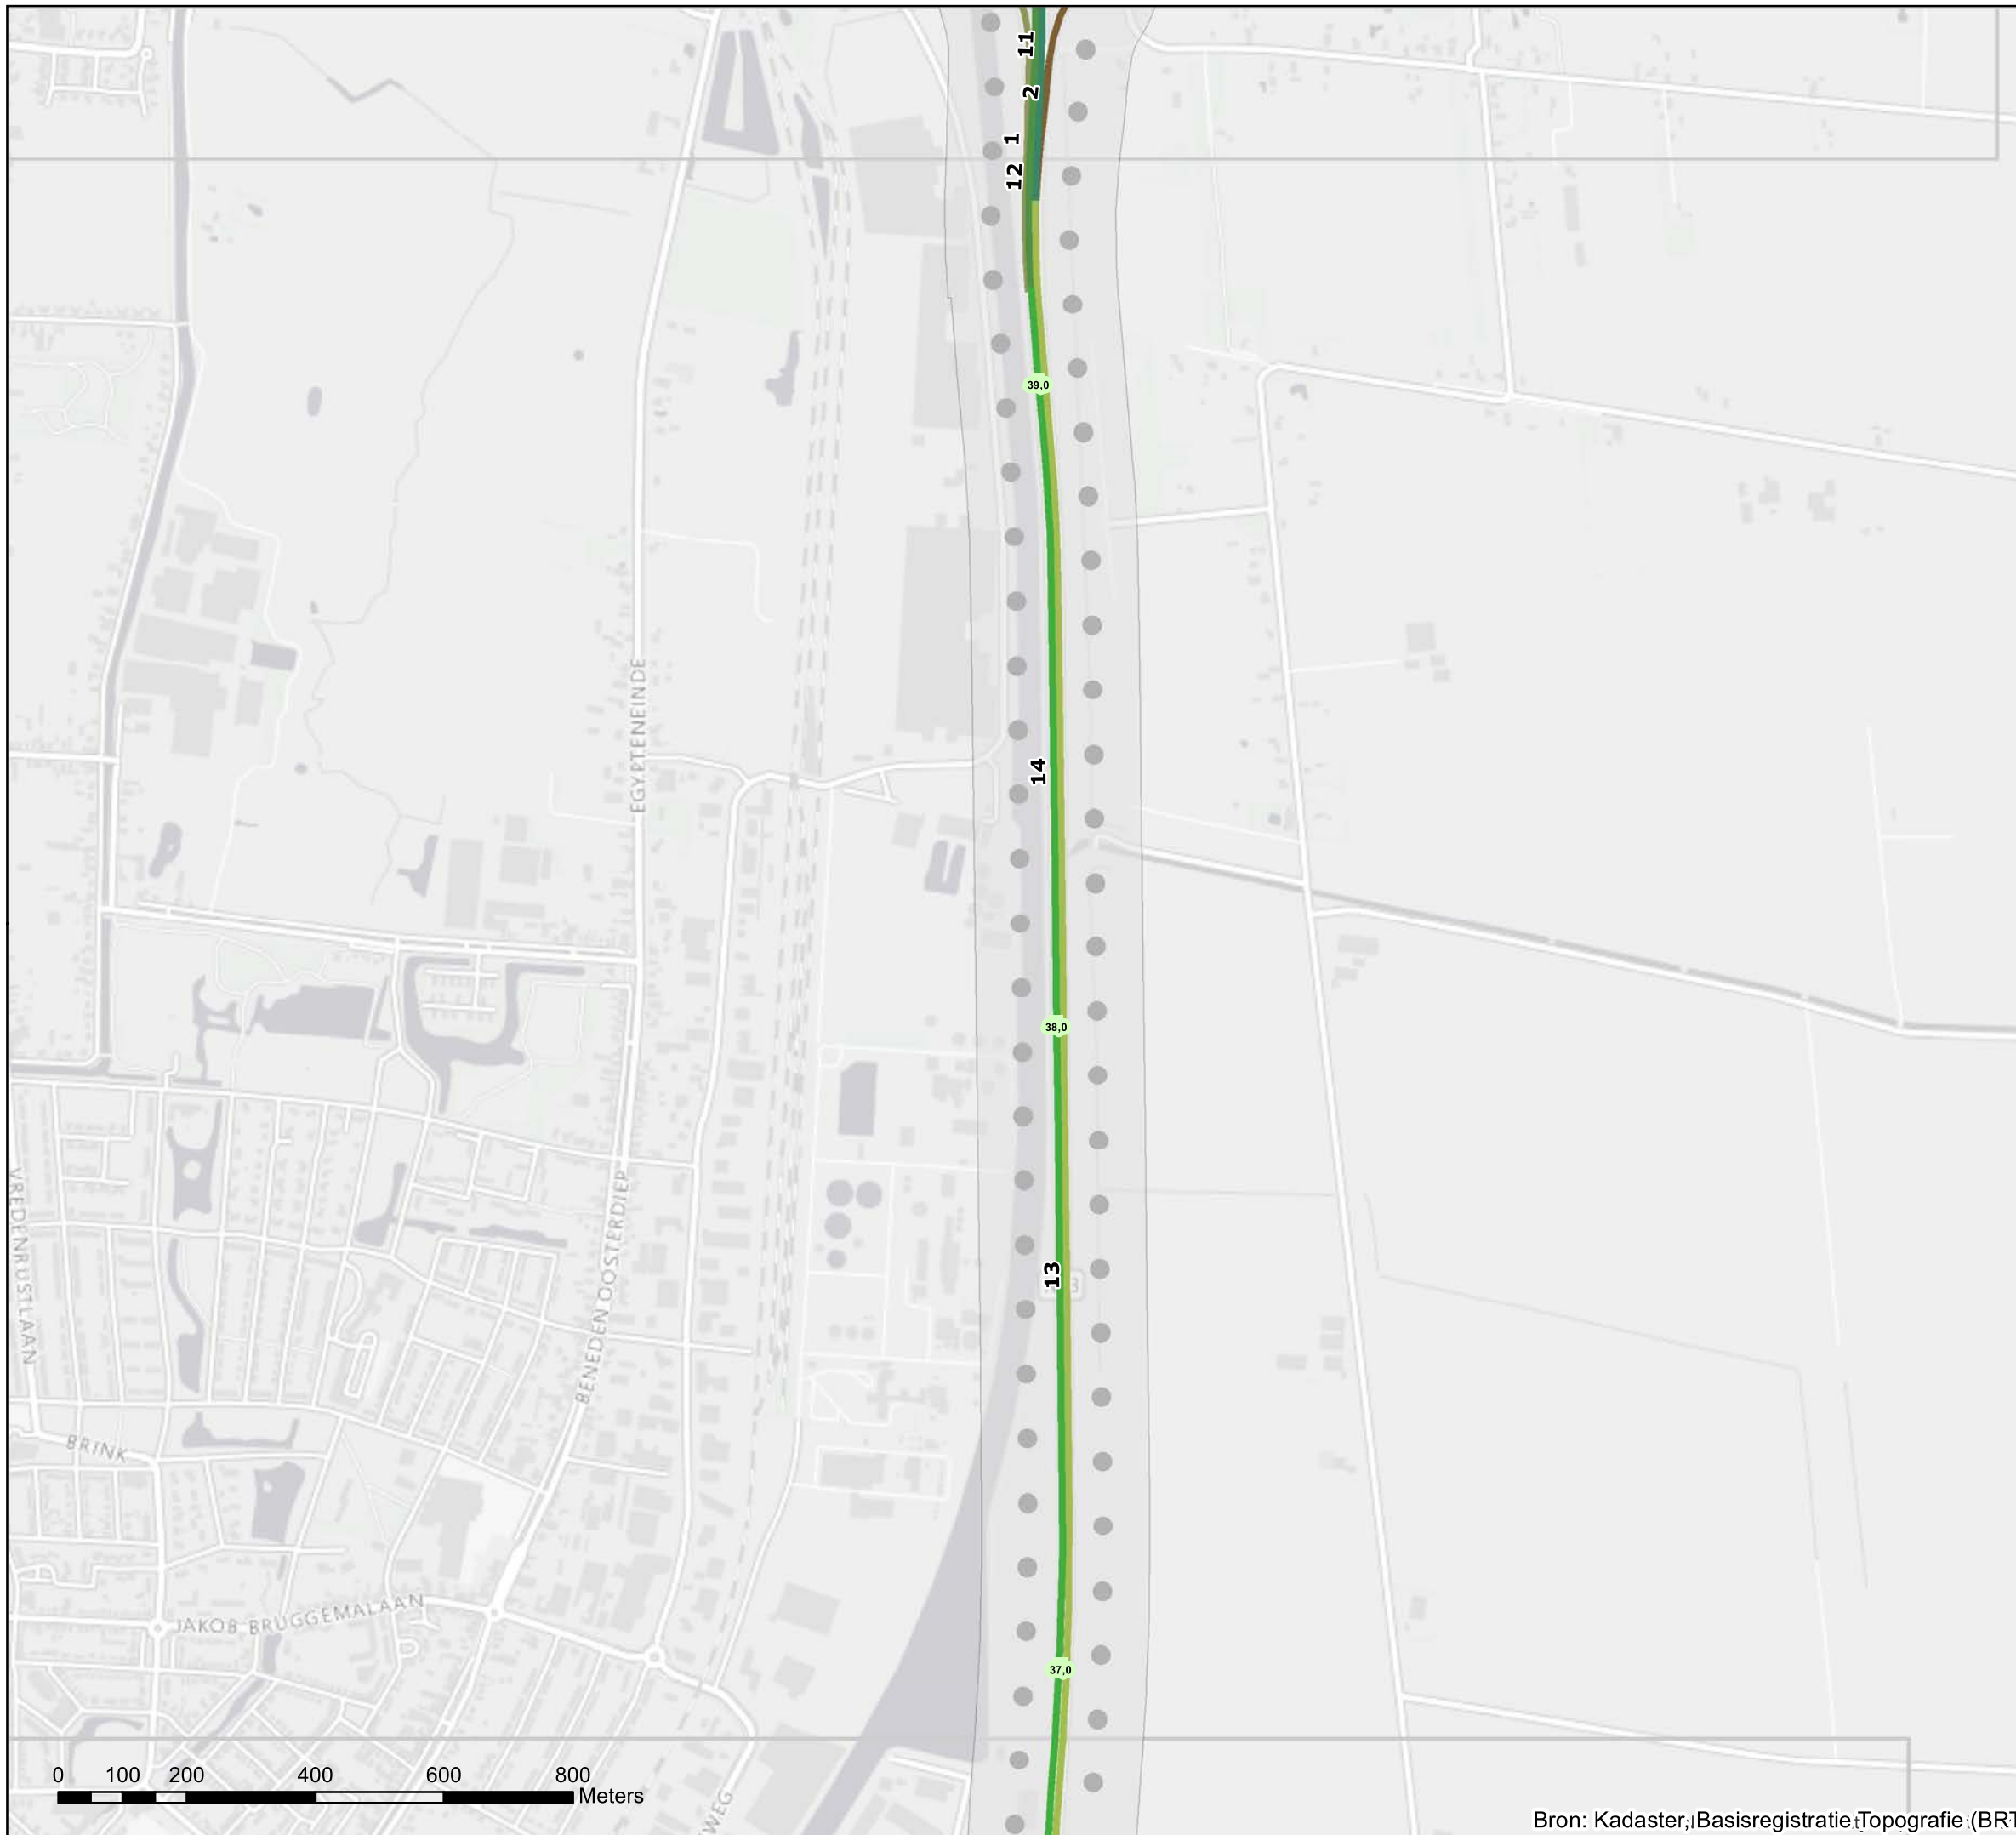 11
2
1
12
39,0
EGYPTENEINDE
14
38,0
VREDENRUSTLAAN
BENEDEN OOSTERDIEP
13
3
BRINK
JAKOB BRUGGEMALAAN
37,0
0 100 200 400 600 800
Meters
WEG
Bron: Kadaster, Basisregistratie Topografie (BRT